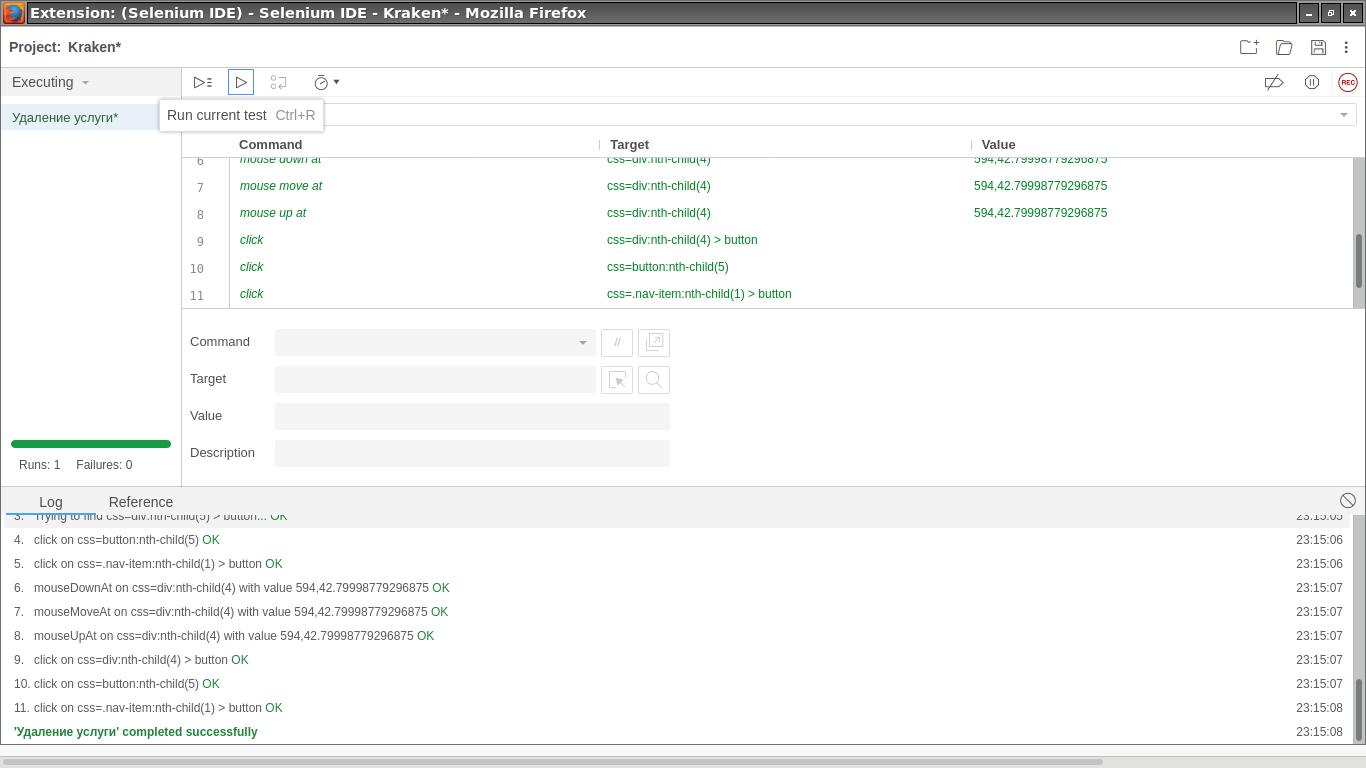 Extension: (Selenium IDE) - Selenium IDE - Kraken* - Mozilla Firefox
Project: Kraken*
Executing
REC
Удаление услуги*
Run current test Ctrl+R
Command Target Value
6 mouse down at css=div:nth-child(4) 594,42.79998779296875
7 mouse move at css=div:nth-child(4) 594,42.79998779296875
8 mouse up at css=div:nth-child(4) 594,42.79998779296875
9 click css=div:nth-child(4) > button
10 click css=button:nth-child(5)
11 click css=.nav-item:nth-child(1) > button
Command //
Target
Value
Description
Runs: 1 Failures: 0
Log Reference
3. Trying to find css=div:nth-child(5) > button... OK 23:15:05
4. click on css=button:nth-child(5) OK 23:15:06
5. click on css=.nav-item:nth-child(1) > button OK 23:15:06
6. mouseDownAt on css=div:nth-child(4) with value 594,42.79998779296875 OK 23:15:07
7. mouseMoveAt on css=div:nth-child(4) with value 594,42.79998779296875 OK 23:15:07
8. mouseUpAt on css=div:nth-child(4) with value 594,42.79998779296875 OK 23:15:07
9. click on css=div:nth-child(4) > button OK 23:15:07
10. click on css=button:nth-child(5) OK 23:15:07
11. click on css=.nav-item:nth-child(1) > button OK 23:15:08
'Удаление услуги' completed successfully 23:15:08